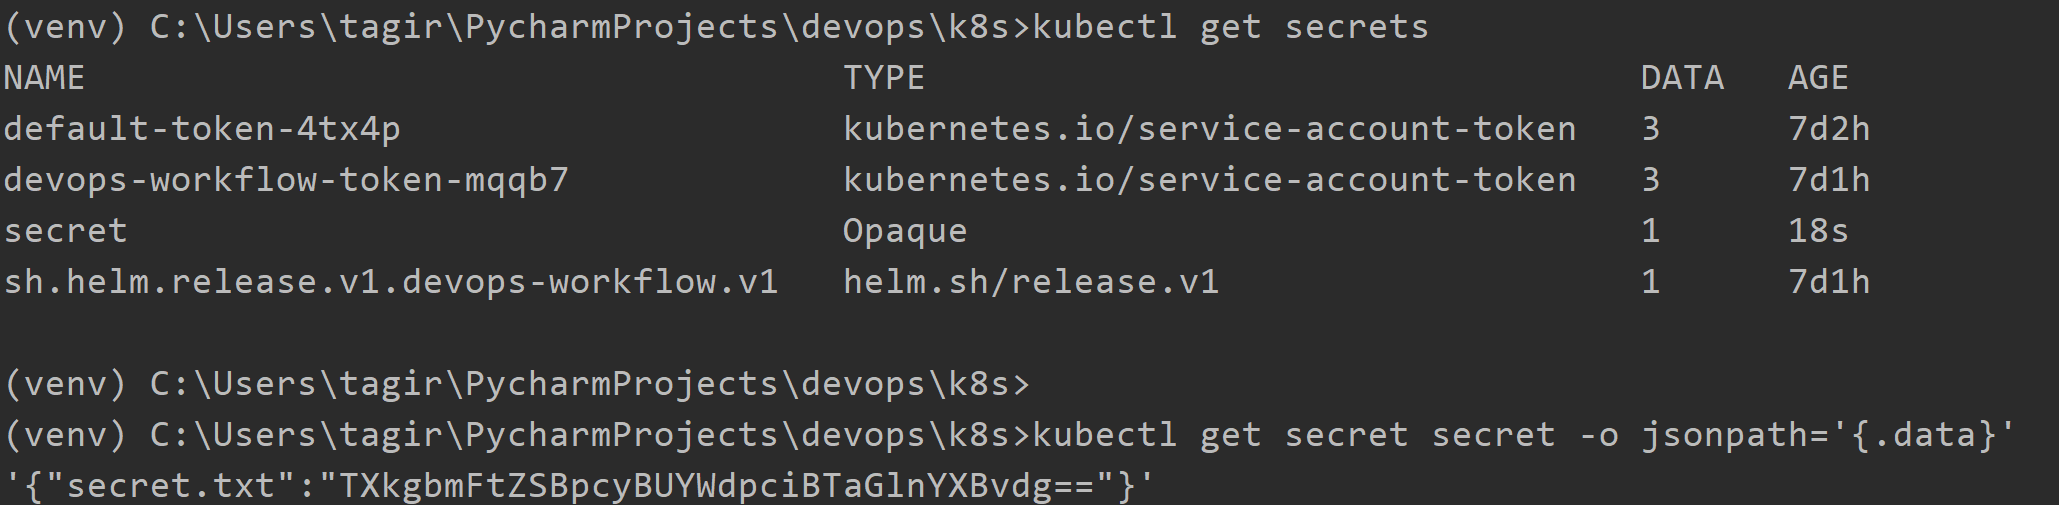 (venv) C:\Users\tagir\PycharmProjects\devops\k8s>kubectl get secrets
NAME TYPE DATA AGE
default-token-4tx4p kubernetes.io/service-account-token 3 7d2h
devops-workflow-token-mqqb7 kubernetes.io/service-account-token 3 7d1h
secret Opaque 1 18s
sh.helm.release.v1.devops-workflow.v1 helm.sh/release.v1 1 7d1h
(venv) C:\Users\tagir\PycharmProjects\devops\k8s>
(venv) C:\Users\tagir\PycharmProjects\devops\k8s>kubectl get secret secret -o jsonpath='{.data}'
'{"secret.txt":"TXkgbmFtZSBpcyBUYWdpciBTaGlnYXBvdg=="}'